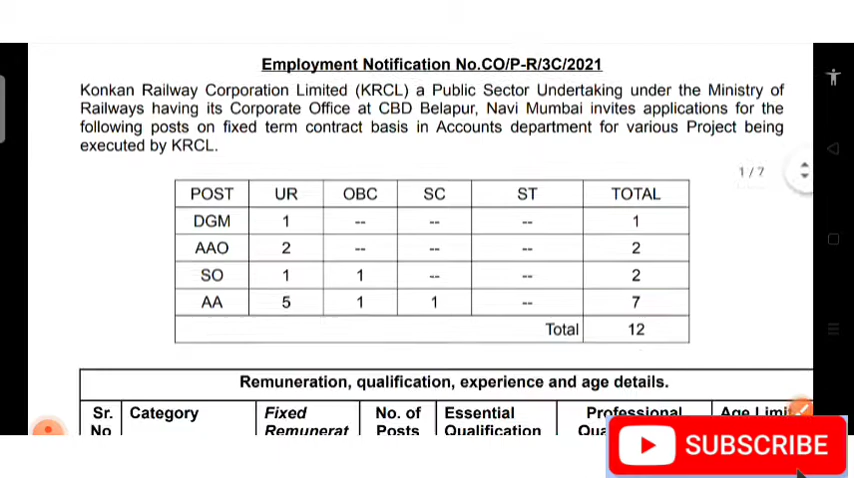 Employment Notification No.CO/P-R/3C/2021
Konkan Railway Corporation Limited (KRCL) a Public Sector Undertaking under the Ministry of
Railways having its Corporate Office at CBD Belapur, Navi Mumbai invites applications for the
following posts on fixed term contract basis in Accounts department for various Project being
executed by KRCL.
1/7
POST UR OBC SC ST TOTAL
DGM 1 -- -- -- 1
AAO 2 -- -- -- 2
SO 1 1 -- -- 2
AA 5 1 1 -- 7
Total 12
Remuneration, qualification, experience and age details.
Sr. Category Fixed No. of Essential Professional Age Limit
No Remunerat Posts Qualification
SUBSCRIBE